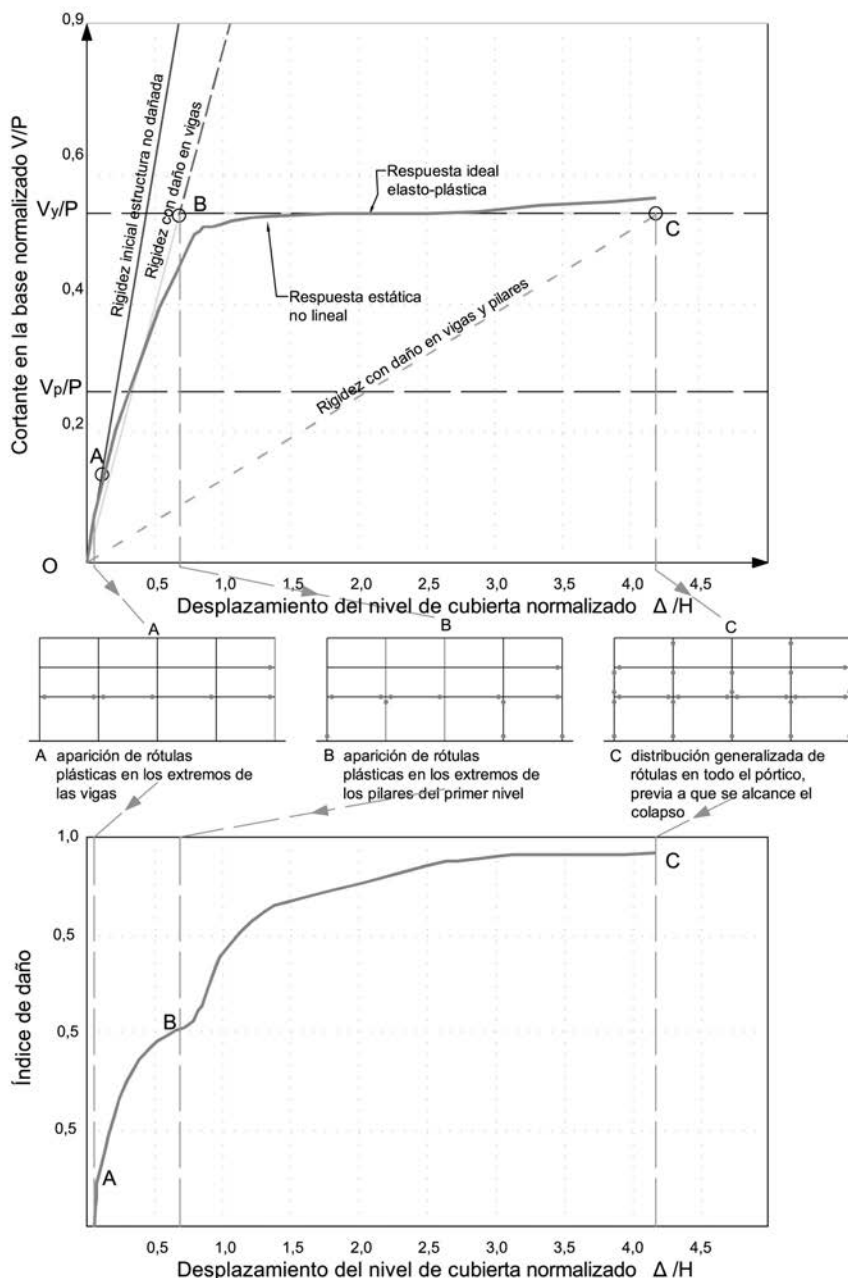 0,9
0,6
Vy/P
0,4
Vp/P
0,2
O
Cortante en la base normalizado V/P
Rigidez inicial estructura no dañada
Rigidez con daño en vigas
A
B
C
Respuesta ideal
elasto-plástica
Respuesta estática
no lineal
Rigidez con daño en vigas y pilares
0,5 1,0 1,5 2,0 2,5 3,0 3,5 4,0 4,5
Desplazamiento del nivel de cubierta normalizado Δ /H
A
B
C
A aparición de rótulas
plásticas en los extremos de
las vigas
B aparición de rótulas
plásticas en los extremos de
los pilares del primer nivel
C distribución generalizada de
rótulas en todo el pórtico,
previa a que se alcance el
colapso
1,0
0,5
0,5
0,5
Índice de daño
A
B
C
0,5 1,0 1,5 2,0 2,5 3,0 3,5 4,0 4,5
Desplazamiento del nivel de cubierta normalizado Δ /H